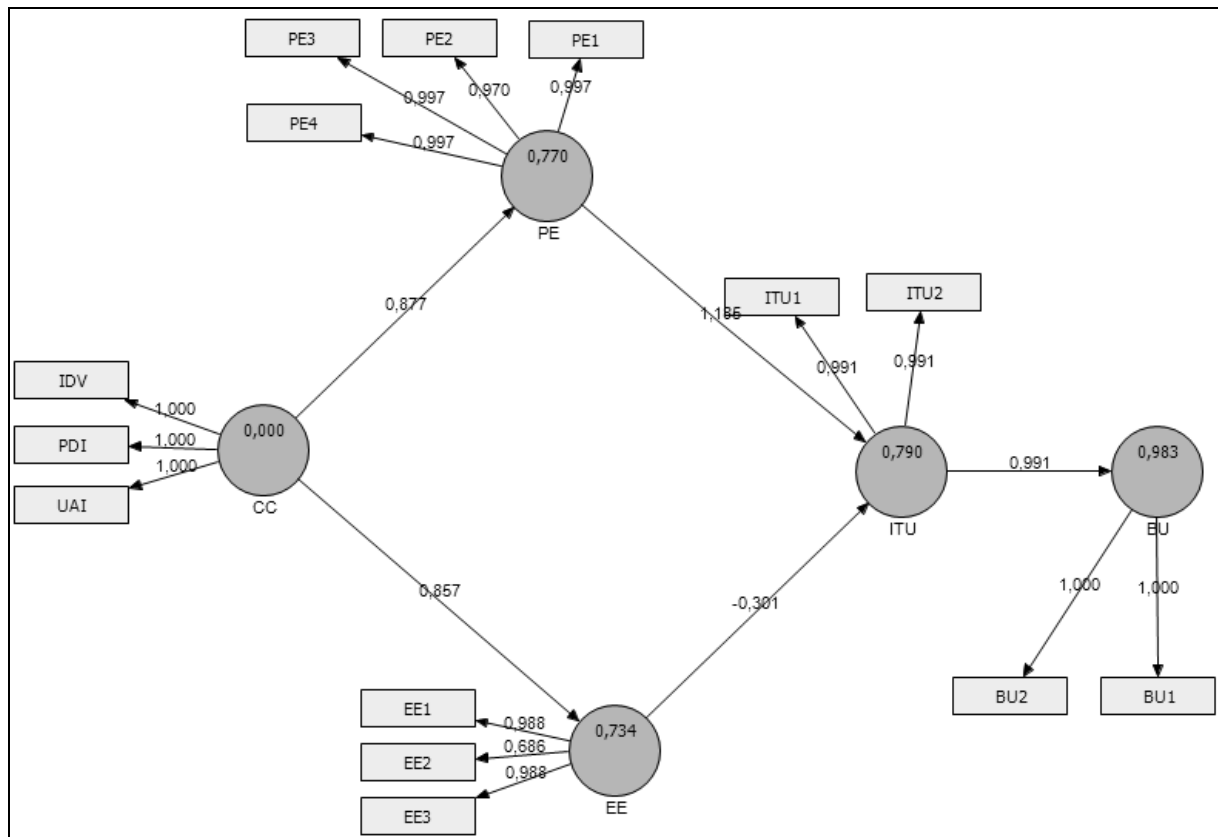 PE3
PE2
PE1
0,997
0,970
0,997
PE4
0,997
0,770
PE
0,877
1,185
ITU1
ITU2
0,991
0,991
IDV
1,000
PDI
1,000
UAI
1,000
0,000
CC
0,790
ITU
0,991
0,983
BU
0,857
-0,301
1,000
1,000
BU2
BU1
EE1
0,988
EE2
0,686
EE3
0,988
0,734
EE